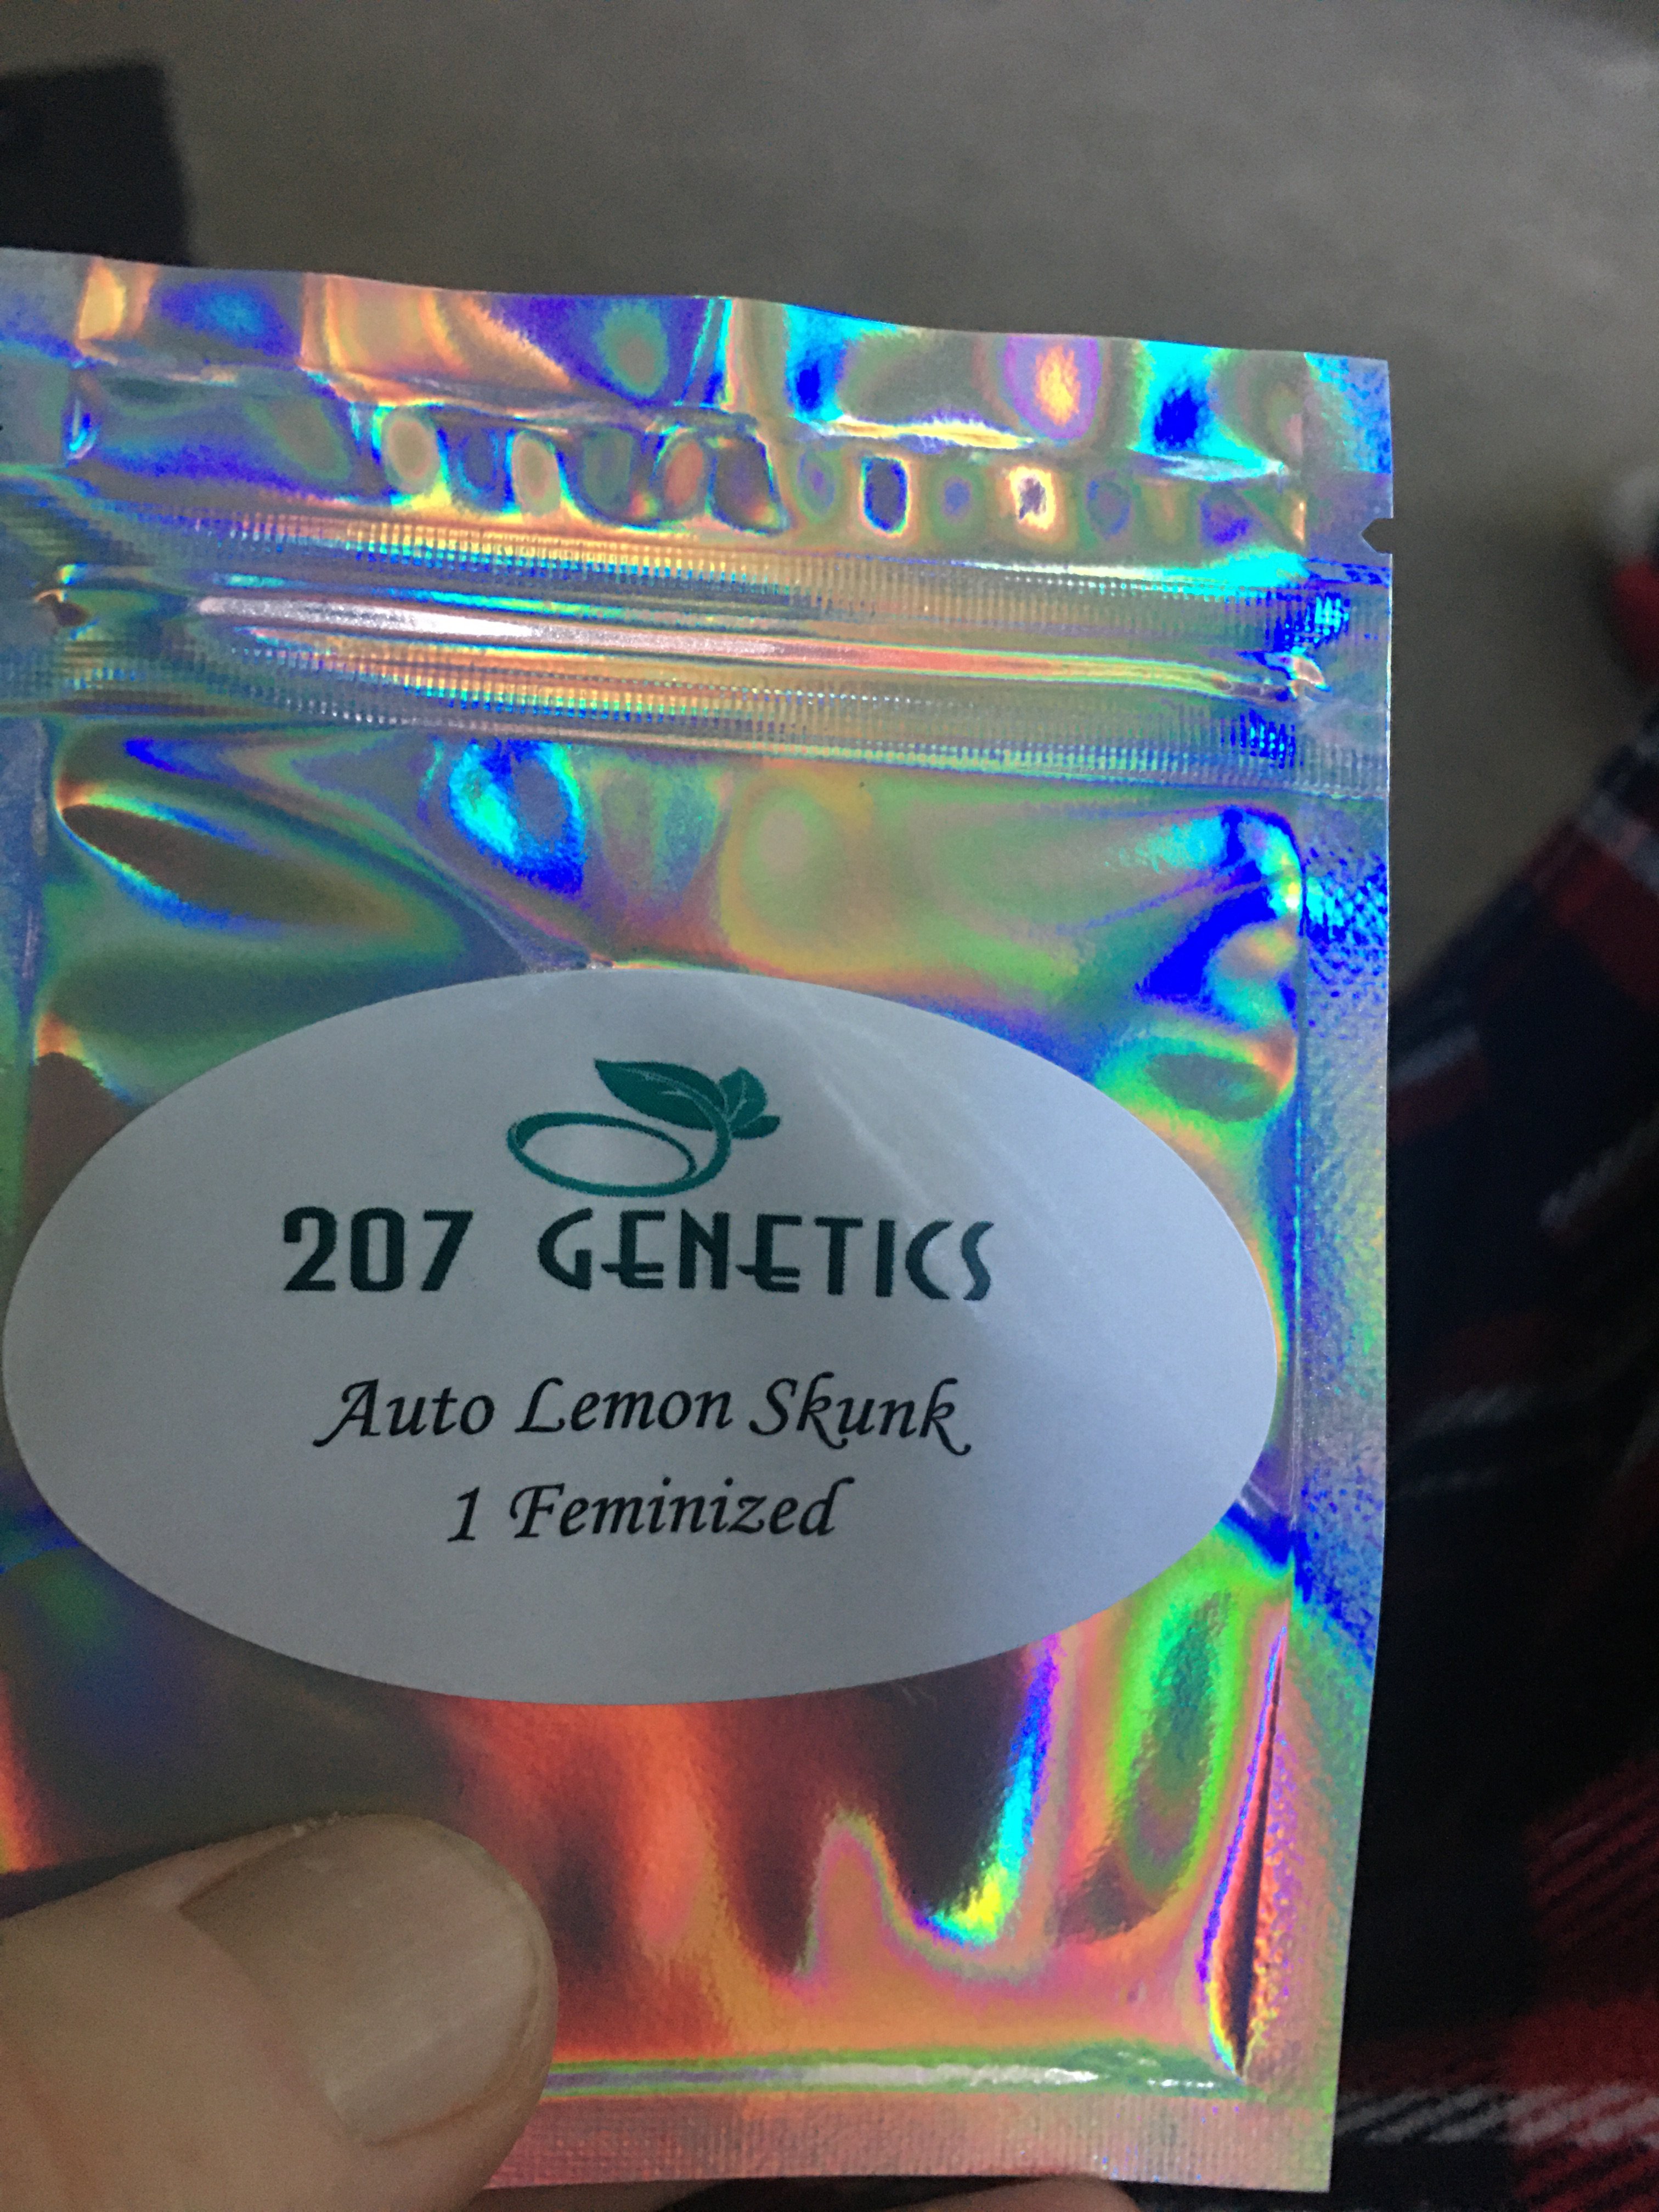 207 GENETICS
Auto Lemon Skunk
1 Feminized